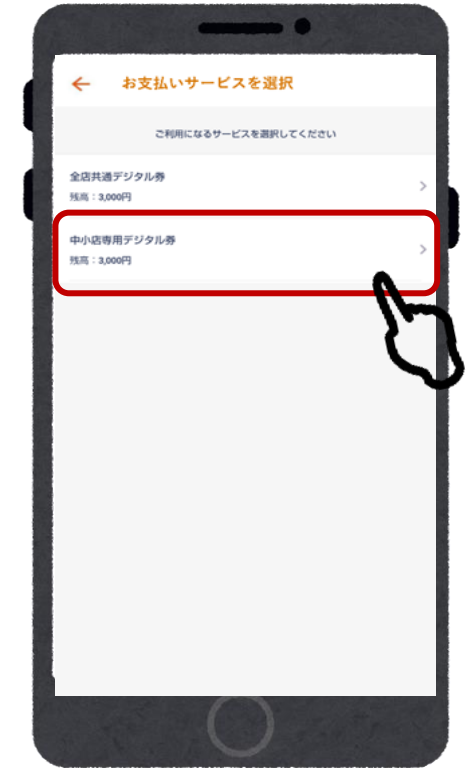 お支払いサービスを選択
ご利用になるサービスを選択してください
全店共通デジタル券
残高：3,000円
中小店専用デジタル券
残高：3,000円